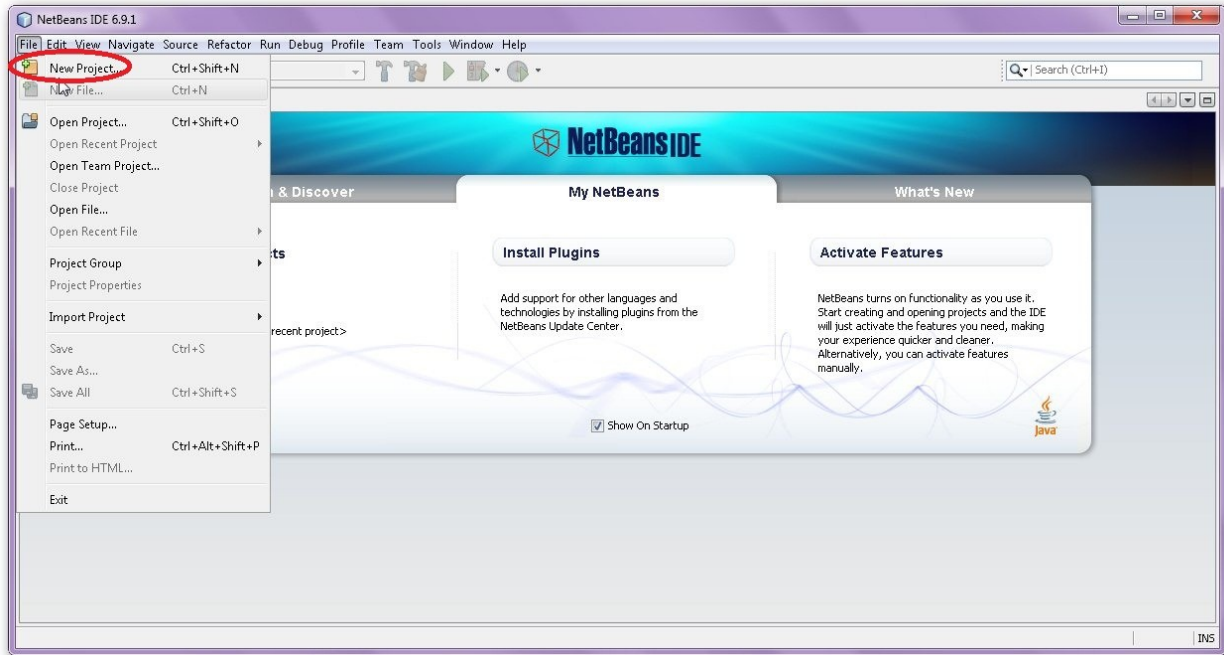 NetBeans IDE 6.9.1
File Edit View Navigate Source Refactor Run Debug Profile Team Tools Window Help
New Project... Ctrl+Shift+N
Search (Ctrl+I)
New File... Ctrl+N
Open Project... Ctrl+Shift+O
Open Recent Project
Open Team Project...
Close Project
Open File...
Open Recent File
Project Group
Project Properties
Import Project
Save Ctrl+S
Save As...
Save All Ctrl+Shift+S
Page Setup...
Print... Ctrl+Alt+Shift+P
Print to HTML...
Exit
NetBeans IDE
& Discover
My NetBeans
What's New
cts
recent project>
Install Plugins
Add support for other languages and
technologies by installing plugins from the
NetBeans Update Center.
Activate Features
NetBeans turns on functionality as you use it.
Start creating and opening projects and the IDE
will just activate the features you need, making
your experience quicker and cleaner.
Alternatively, you can activate features
manually.
Show On Startup
Java
INS